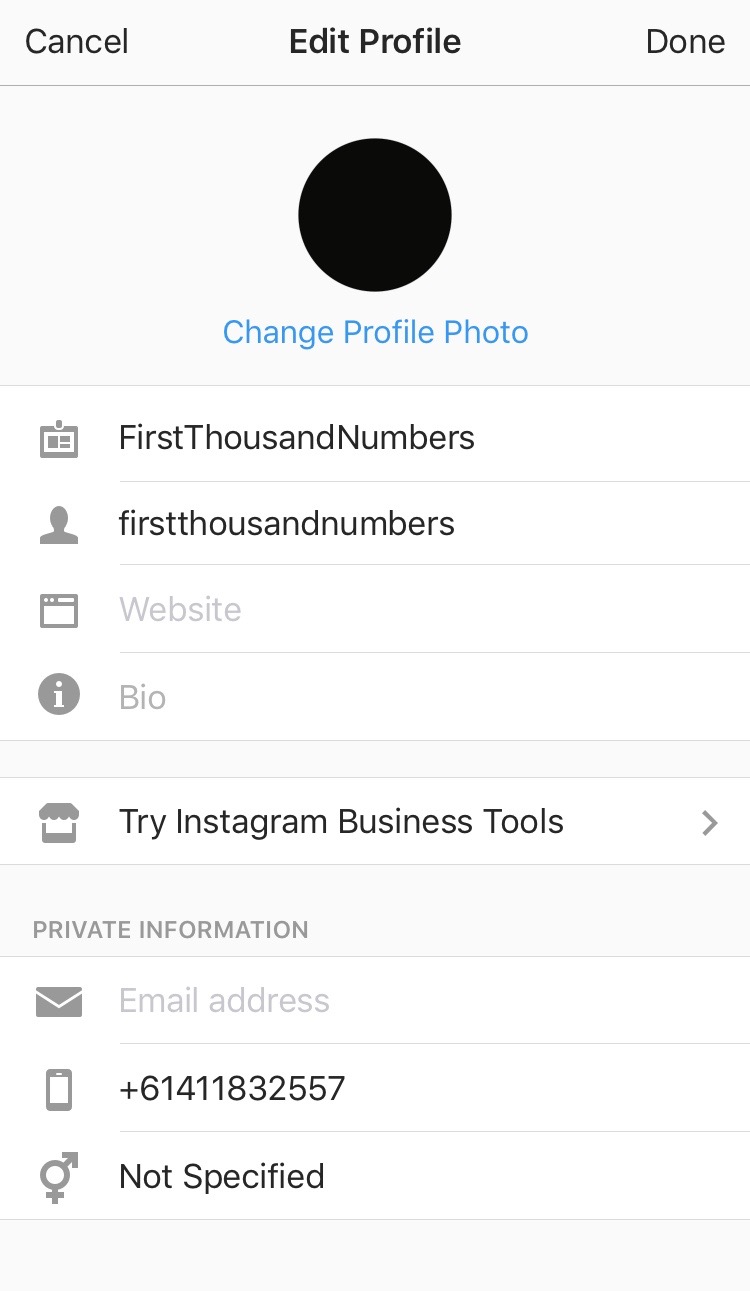 Cancel Edit Profile Done
Change Profile Photo
FirstThousandNumbers
firstthousandnumbers
Website
Bio
Try Instagram Business Tools
PRIVATE INFORMATION
Email address
+61411832557
Not Specified